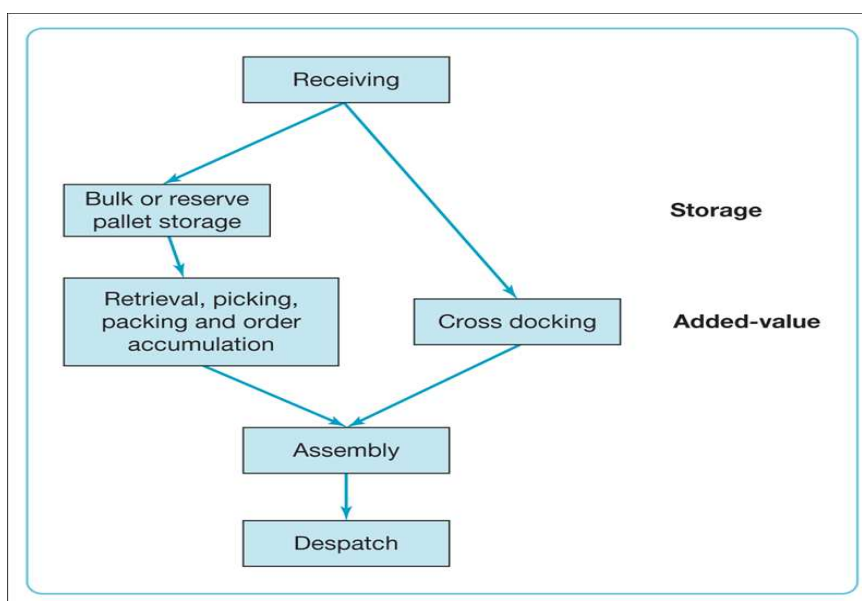 Receiving
Bulk or reserve
pallet storage
Storage
Retrieval, picking,
packing and order
accumulation
Cross docking
Added-value
Assembly
Despatch